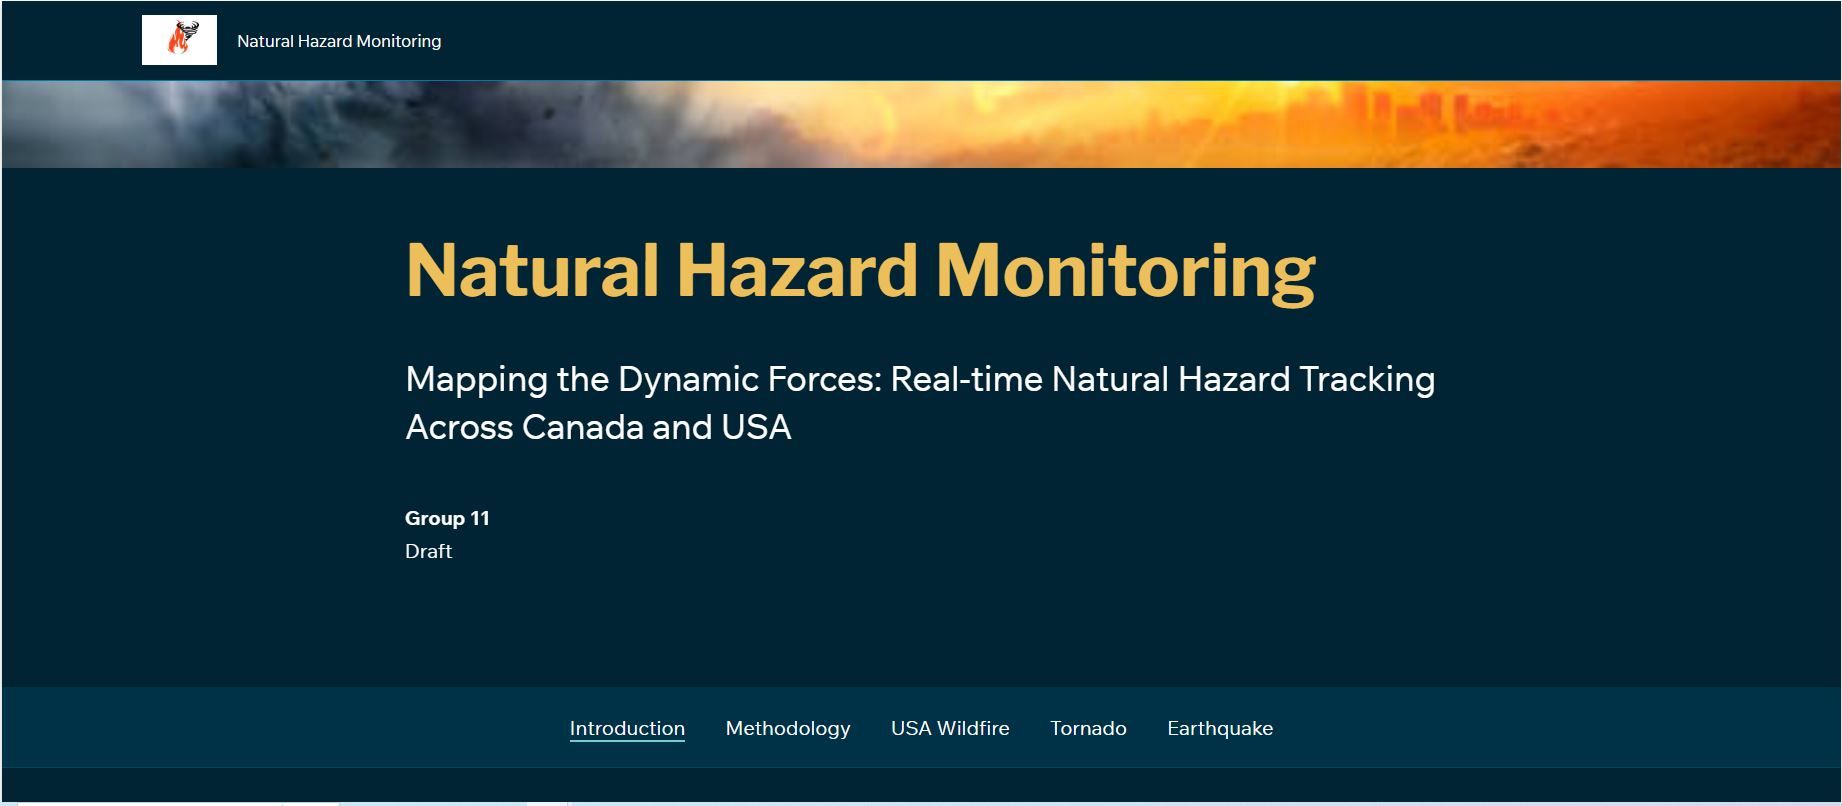 Natural Hazard Monitoring
Natural Hazard Monitoring
Mapping the Dynamic Forces: Real-time Natural Hazard Tracking
Across Canada and USA
Group 11
Draft
Introduction Methodology USA Wildfire Tornado Earthquake